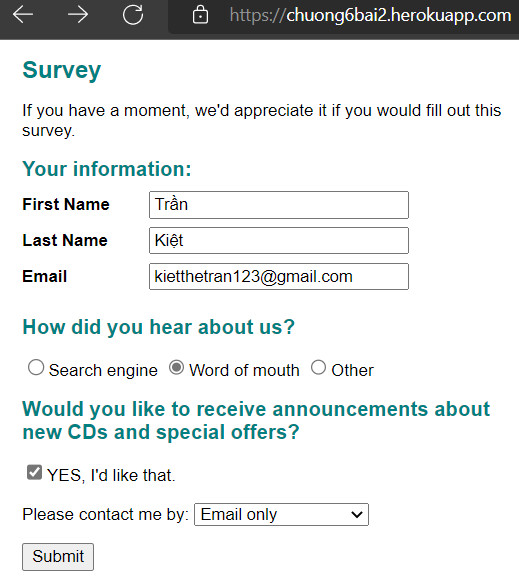 https://chuong6bai2.herokuapp.com
Survey
If you have a moment, we'd appreciate it if you would fill out this
survey.
Your information:
First Name Trần
Last Name Kiệt
Email kietthetran123@gmail.com
How did you hear about us?
Search engine Word of mouth Other
Would you like to receive announcements about
new CDs and special offers?
YES, I'd like that.
Please contact me by: Email only
Submit